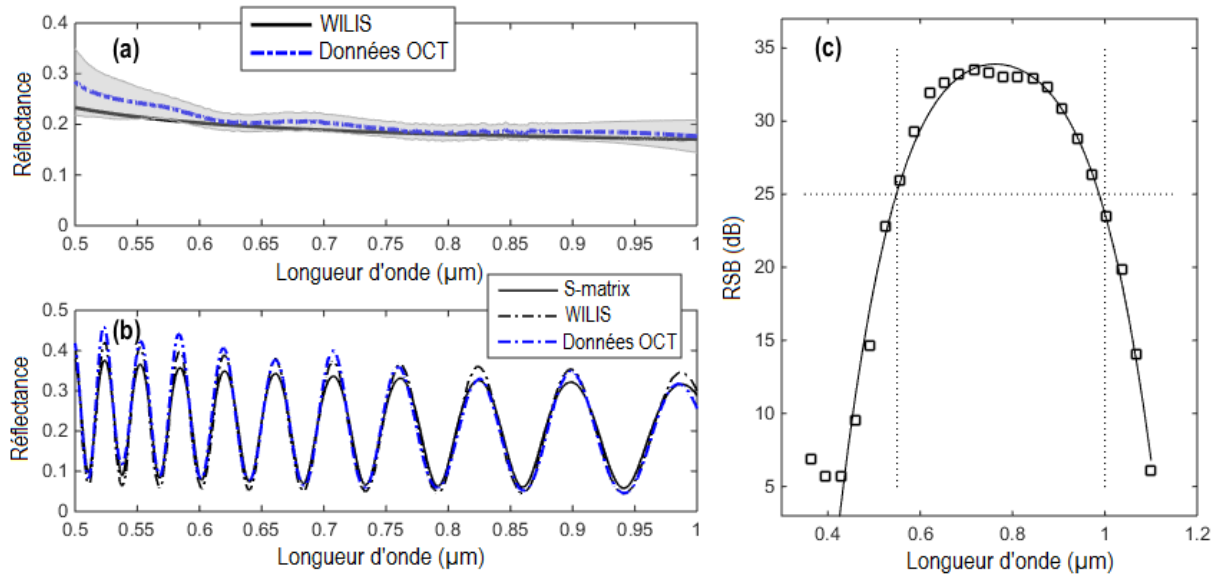 (a)
WILIS
Données OCT
Réflectance
0.4
0.3
0.2
0.1
0
0.5 0.55 0.6 0.65 0.7 0.75 0.8 0.85 0.9 0.95 1
Longueur d'onde (µm)
(b)
S-matrix
WILIS
Données OCT
Réflectance
0.5
0.4
0.3
0.2
0.1
0
0.5 0.55 0.6 0.65 0.7 0.75 0.8 0.85 0.9 0.95 1
Longueur d'onde (µm)
(c)
RSB (dB)
35
30
25
20
15
10
5
0.4 0.6 0.8 1 1.2
Longueur d'onde (µm)